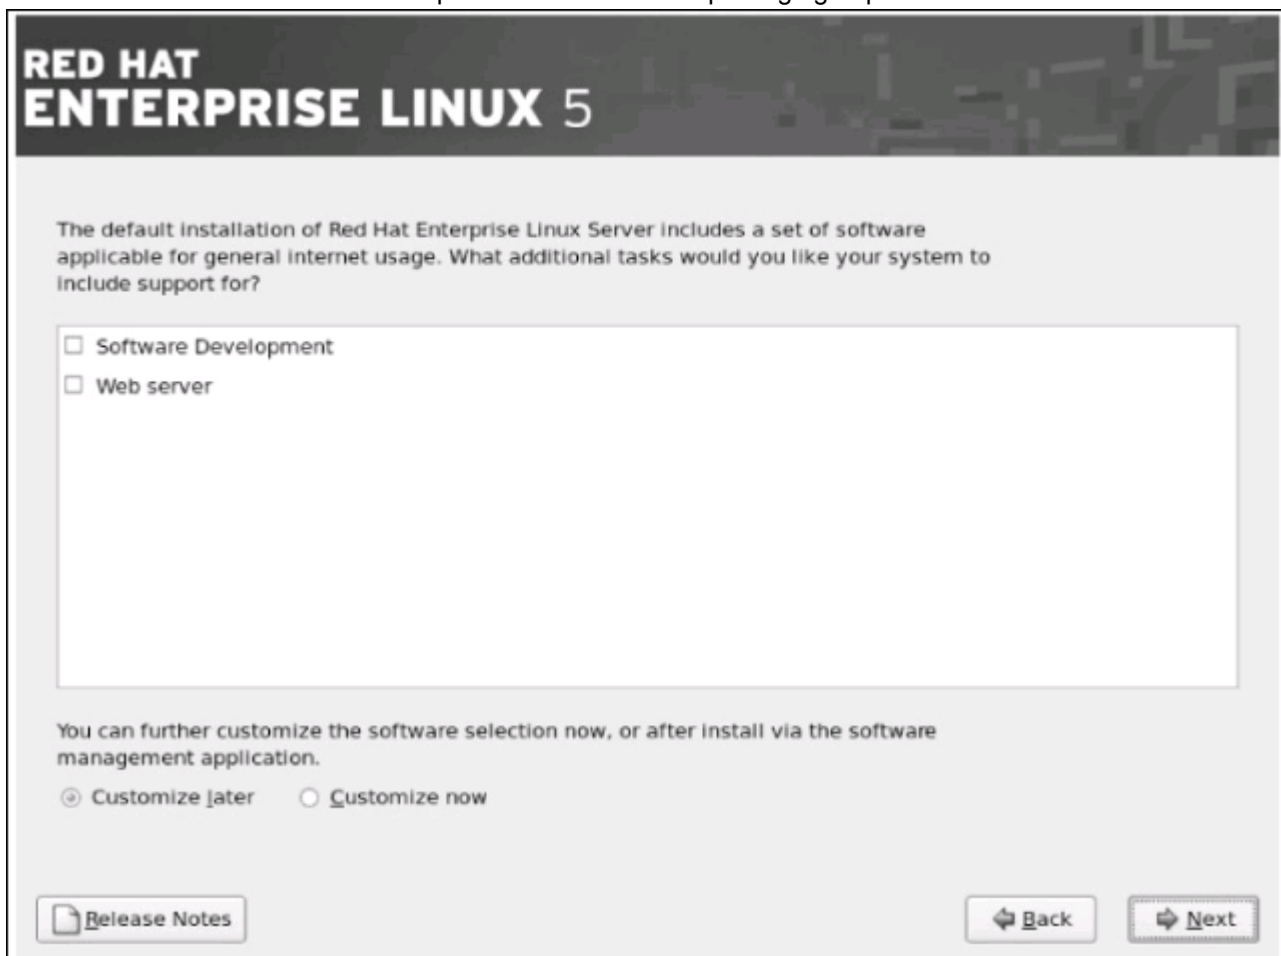 RED HAT
ENTERPRISE LINUX 5
The default installation of Red Hat Enterprise Linux Server includes a set of software
applicable for general internet usage. What additional tasks would you like your system to
include support for?
Software Development
Web server
You can further customize the software selection now, or after install via the software
management application.
Customize later Customize now
Release Notes Back Next